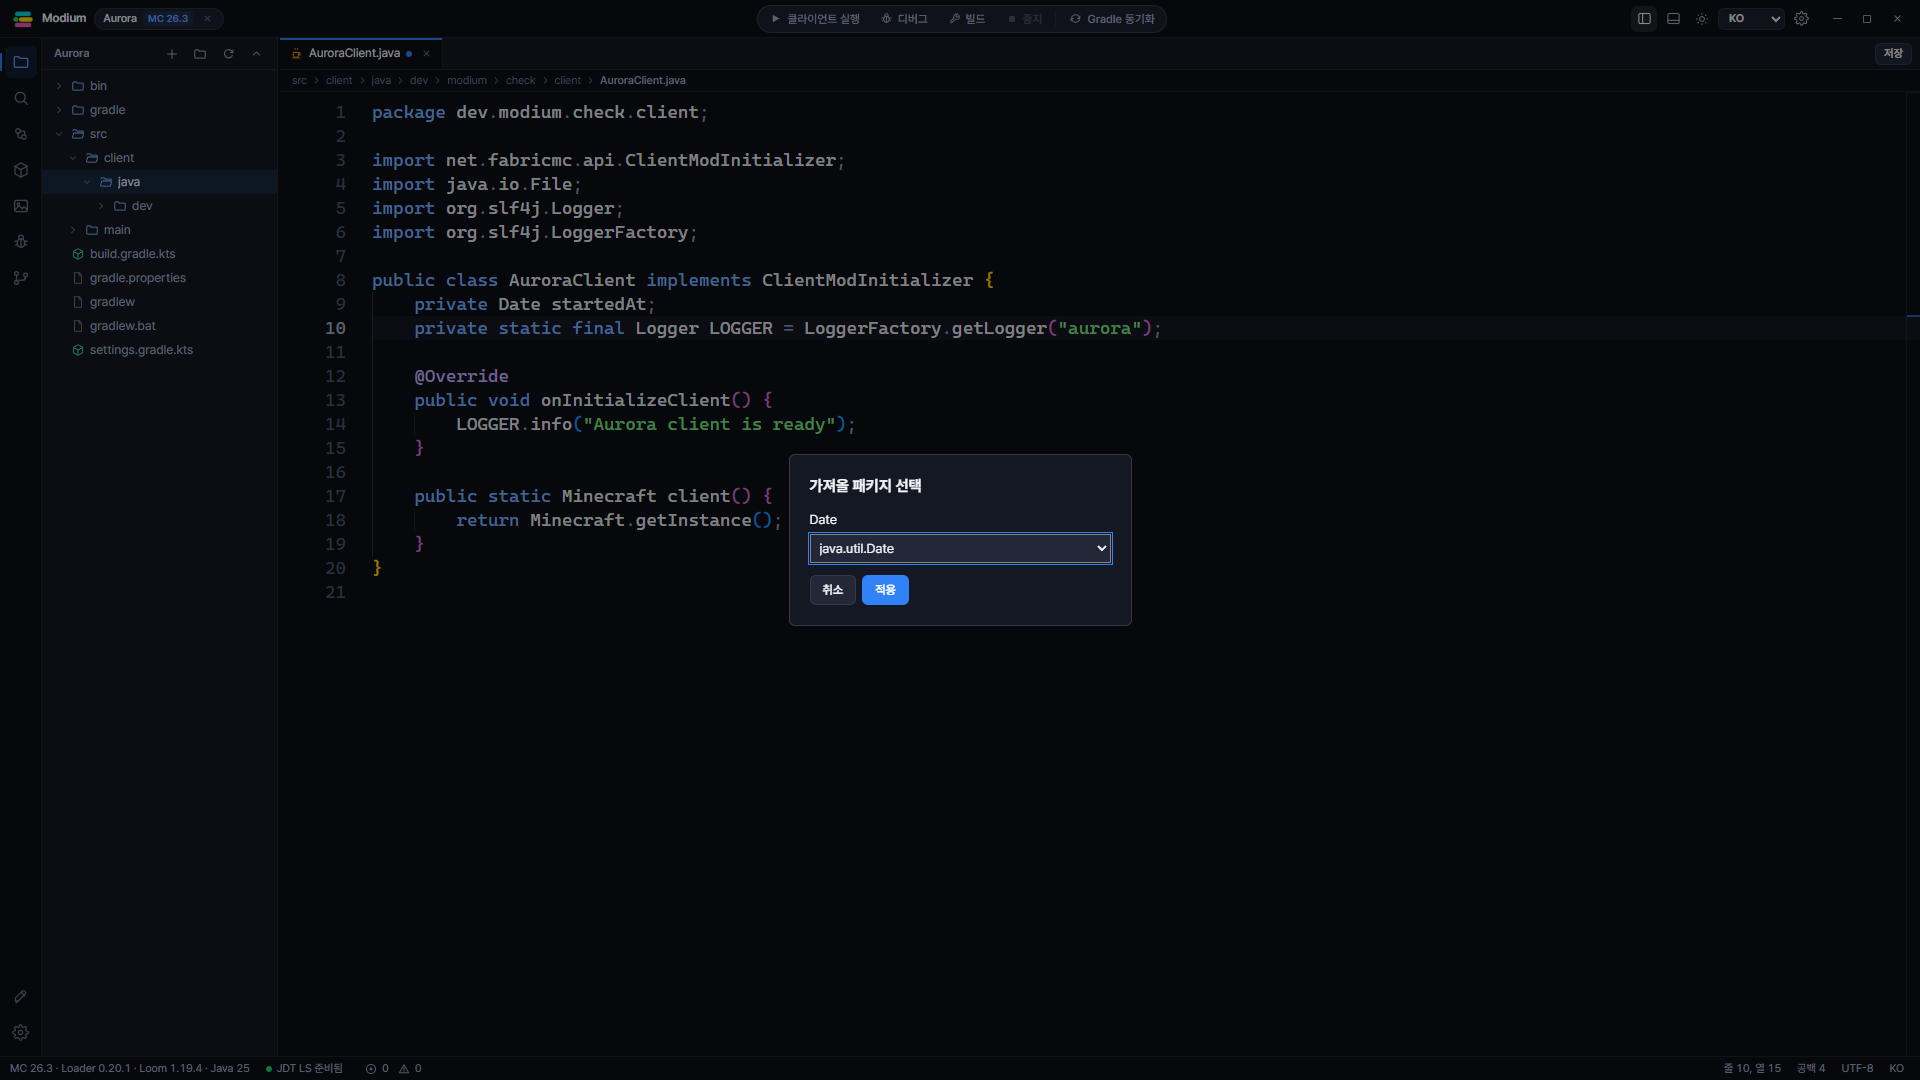 Modium Aurora MC 26.3
클라이언트 실행 디버그 빌드 중지 Gradle 동기화
KO
Aurora
AuroraClient.java
저장
src > client > java > dev > modium > check > client > AuroraClient.java
bin
gradle
src
client
java
dev
main
build.gradle.kts
gradle.properties
gradlew
gradlew.bat
settings.gradle.kts
1 package dev.modium.check.client;
2
3 import net.fabricmc.api.ClientModInitializer;
4 import java.io.File;
5 import org.slf4j.Logger;
6 import org.slf4j.LoggerFactory;
7
8 public class AuroraClient implements ClientModInitializer {
9     private Date startedAt;
10     private static final Logger LOGGER = LoggerFactory.getLogger("aurora");
11
12     @Override
13     public void onInitializeClient() {
14         LOGGER.info("Aurora client is ready");
15     }
16
17     public static Minecraft client() {
18         return Minecraft.getInstance();
19     }
20 }
21
가져올 패키지 선택
Date
java.util.Date
취소 적용
MC 26.3 · Loader 0.20.1 · Loom 1.19.4 · Java 25 JDT LS 준비됨 0 0
줄 10, 열 15 공백 4 UTF-8 KO